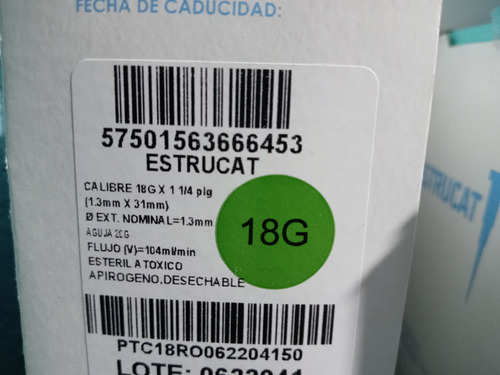 FECHA DE CADUCIDAD:
57501563666453
ESTRUCAT
CALIBRE 18G X 1 1/4 plg
(1.3mm X 31mm)
Ø EXT. NOMINAL=1.3mm
AGUJA 20G
FLUJO (V)=104ml/min
ESTERIL ATOXICO
APIROGENO,DESECHABLE
18G
PTC18RO062204150
LOTE:
STRUCAT